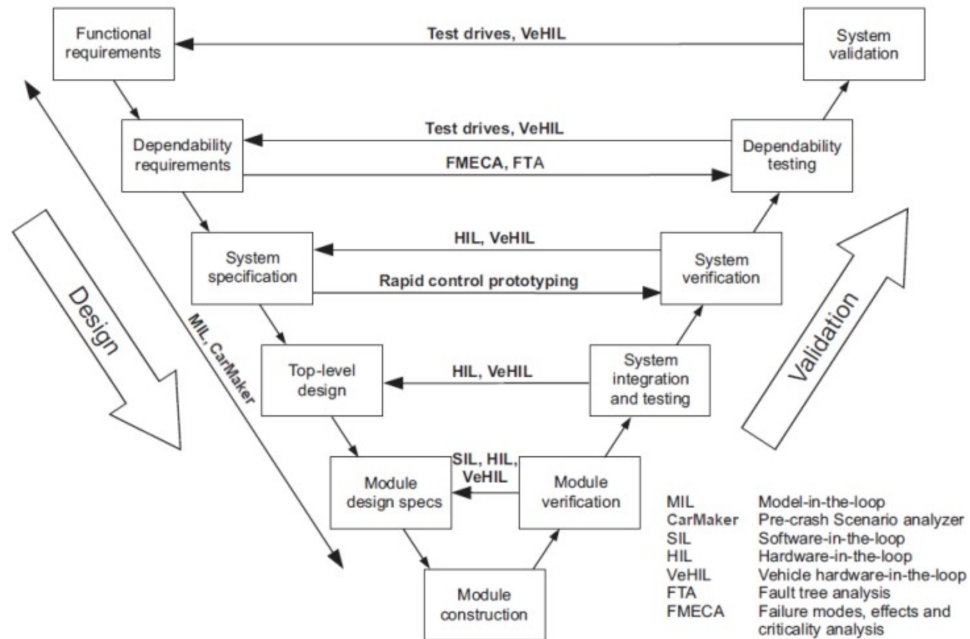 Functional
requirements
Test drives, VeHIL
System
validation
Dependability
requirements
Test drives, VeHIL
FMECA, FTA
Dependability
testing
System
specification
HIL, VeHIL
Rapid control prototyping
System
verification
Design
MIL, CarMaker
Validation
Top-level
design
HIL, VeHIL
System
integration
and testing
Module
design specs
SIL, HIL,
VeHIL
Module
verification
Module
construction
MIL Model-in-the-loop
CarMaker Pre-crash Scenario analyzer
SIL Software-in-the-loop
HIL Hardware-in-the-loop
VeHIL Vehicle hardware-in-the-loop
FTA Fault tree analysis
FMECA Failure modes, effects and
criticality analysis